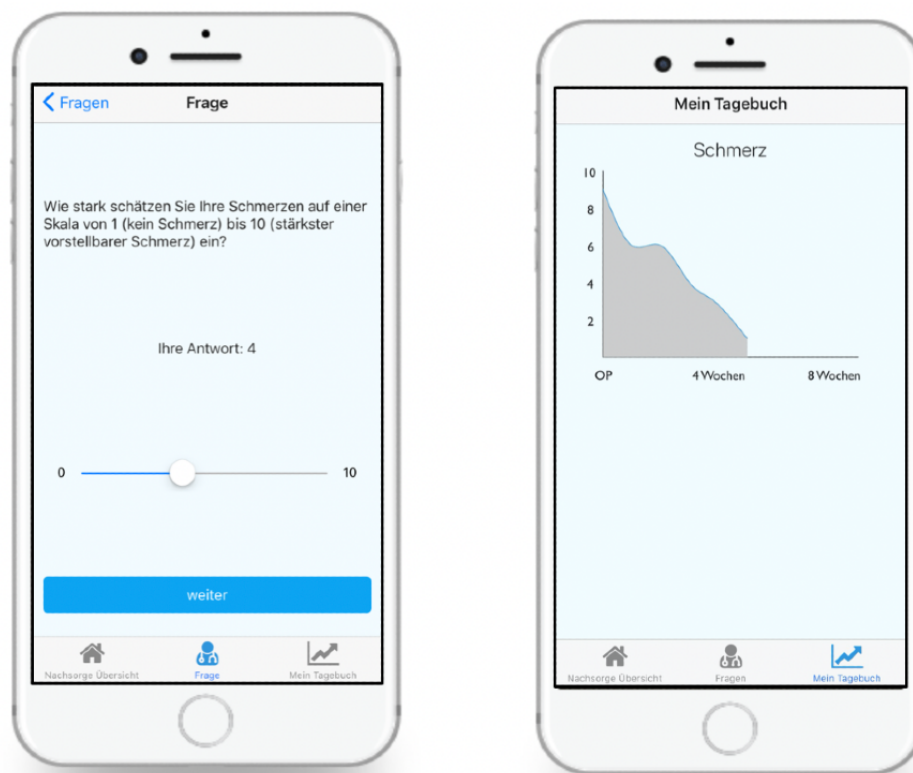 Fragen
Frage
Wie stark schätzen Sie Ihre Schmerzen auf einer
Skala von 1 (kein Schmerz) bis 10 (stärkster
vorstellbarer Schmerz) ein?
Ihre Antwort: 4
0
10
weiter
Nachsorge Übersicht
Frage
Mein Tagebuch
Mein Tagebuch
Schmerz
10
8
6
4
2
OP
4 Wochen
8 Wochen
Nachsorge Übersicht
Fragen
Mein Tagebuch